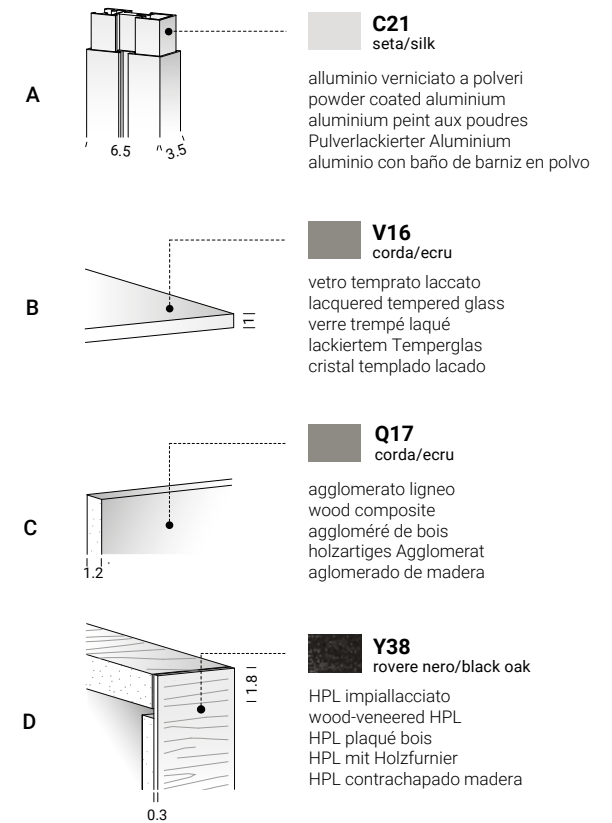 A
C21
seta/silk
alluminio verniciato a polveri
powder coated aluminium
aluminium peint aux poudres
Pulverlackierter Aluminium
aluminio con baño de barniz en polvo
6.5
3.5
B
V16
corda/ecru
vetro temprato laccato
lacquered tempered glass
verre trempé laqué
lackiertem Temperglas
cristal templado lacado
1
C
Q17
corda/ecru
agglomerato ligneo
wood composite
aggloméré de bois
holzartiges Agglomerat
aglomerado de madera
1.2
D
Y38
rovere nero/black oak
HPL impiallacciato
wood-veneered HPL
HPL plaqué bois
HPL mit Holzfurnier
HPL contrachapado madera
1.8
0.3